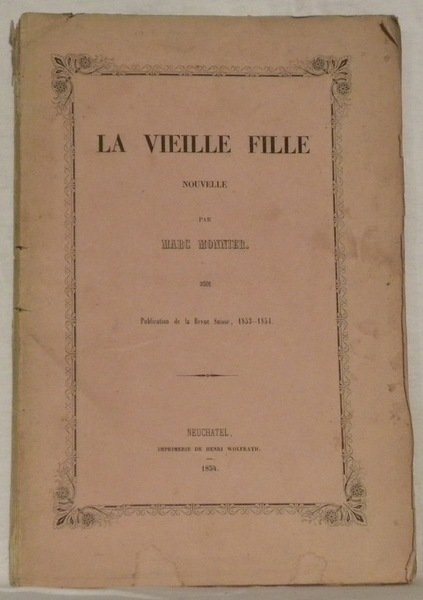 LA VIEILLE FILLE
NOUVELLE
PAR
MARC MONNIER.
Publication de la Revue Suisse, 1853--1854.
NEUCHATEL,
IMPRIMERIE DE HENRI WOLFRATH.
1854.